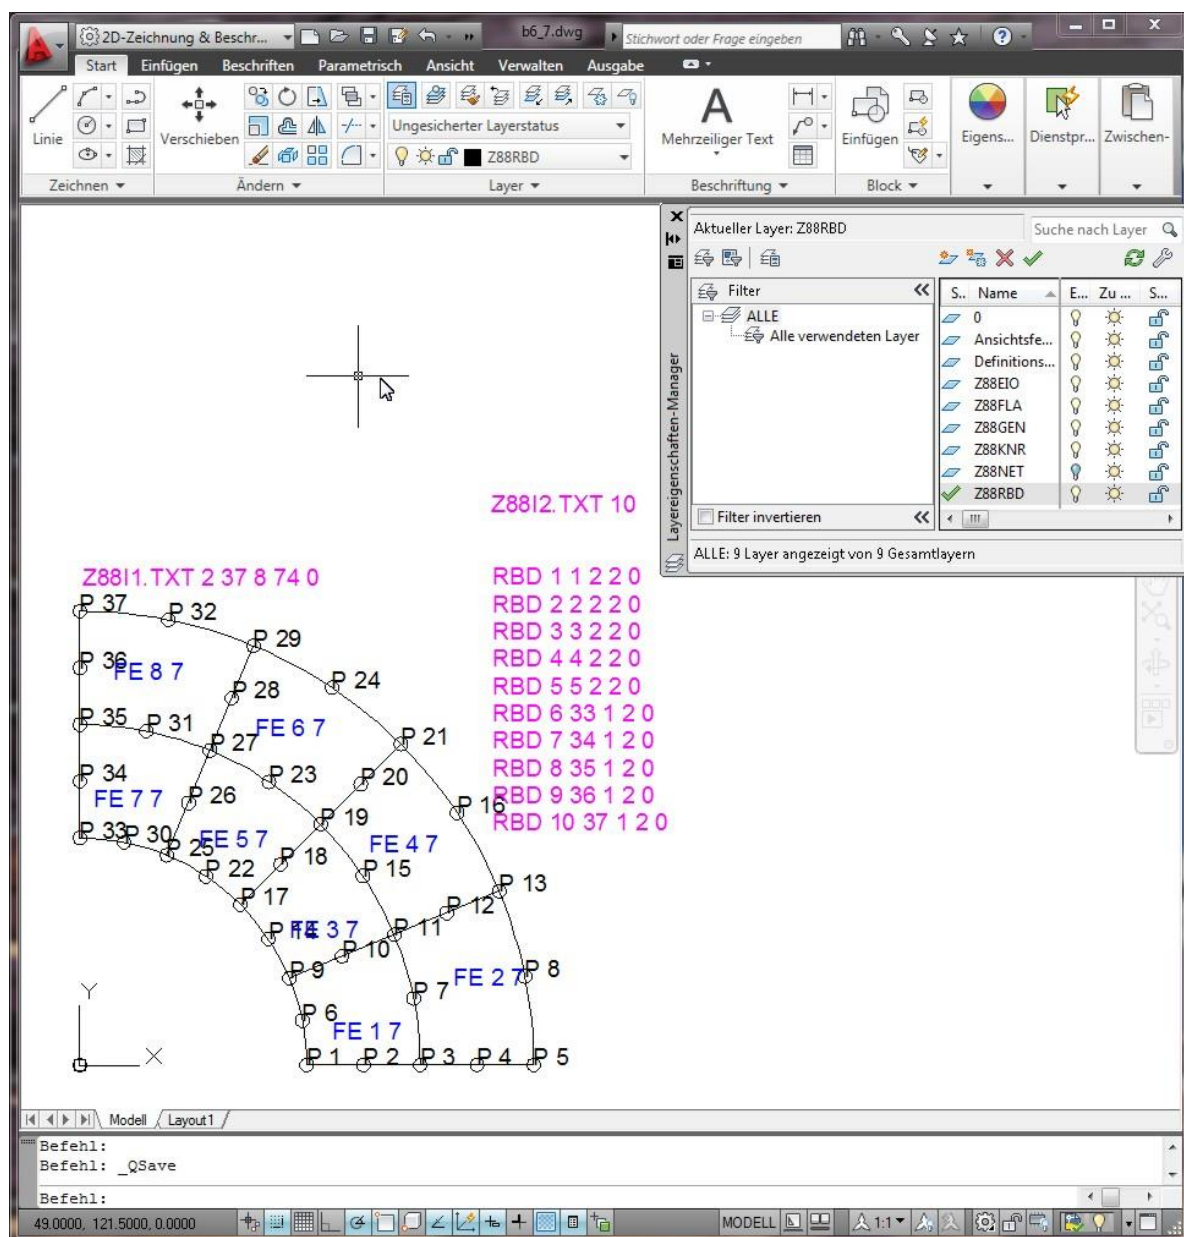 2D-Zeichnung & Beschr... b6_7.dwg Stichwort oder Frage eingeben
Start Einfügen Beschriften Parametrisch Ansicht Verwalten Ausgabe
Linie Verschieben Ungesicherter Layerstatus Mehrzeiliger Text Einfügen Eigens... Dienstpr... Zwischen-
Z88RBD
Zeichnen Ändern Layer Beschriftung Block
Aktueller Layer: Z88RBD Suche nach Layer
Filter
ALLE
Alle verwendeten Layer
Filter invertieren
S.. Name E... Zu ... S...
0
Ansichtsfe...
Definitions...
Z88EIO
Z88FLA
Z88GEN
Z88KNR
Z88NET
Z88RBD
ALLE: 9 Layer angezeigt von 9 Gesamtlayern
Layereigenschaften-Manager
Z88I2.TXT 10
Z88I1.TXT 2 37 8 74 0
RBD 1 1 2 2 0
RBD 2 2 2 2 0
RBD 3 3 2 2 0
RBD 4 4 2 2 0
RBD 5 5 2 2 0
RBD 6 33 1 2 0
RBD 7 34 1 2 0
RBD 8 35 1 2 0
RBD 9 36 1 2 0
RBD 10 37 1 2 0
P 37
P 32
P 29
P 36
FE 8 7
P 28
P 24
P 35
P 31
FE 6 7
P 27
P 21
P 34
P 23
P 20
FE 7 7
P 26
P 16
P 33
P 30
P 19
FE 5 7
FE 4 7
P 25
P 18
P 22
P 15
P 17
P 13
P 12
P 14
FE 3 7
P 11
P 10
P 9
FE 2 7
P 8
P 7
P 6
FE 1 7
P 1
P 2
P 3
P 4
P 5
Y
X
Modell Layout1
Befehl:
Befehl: _QSave
Befehl:
49.0000, 121.5000, 0.0000 MODELL 1:1